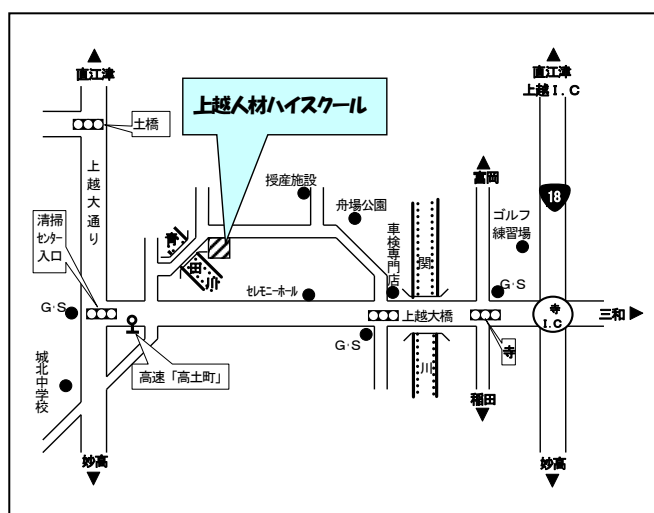 直江津
土橋
上越大通り
清掃
センター
入口
G・S
城北中学校
妙高
高速「高士町」
上越人材ハイスクール
青
田
川
授産施設
舟場公園
セレモニーホール
車検専門店
G・S
上越大橋
関
川
富岡
ゴルフ
練習場
G・S
寺
稲田
直江津
上越I.C
18
寺
I.C
三和
妙高